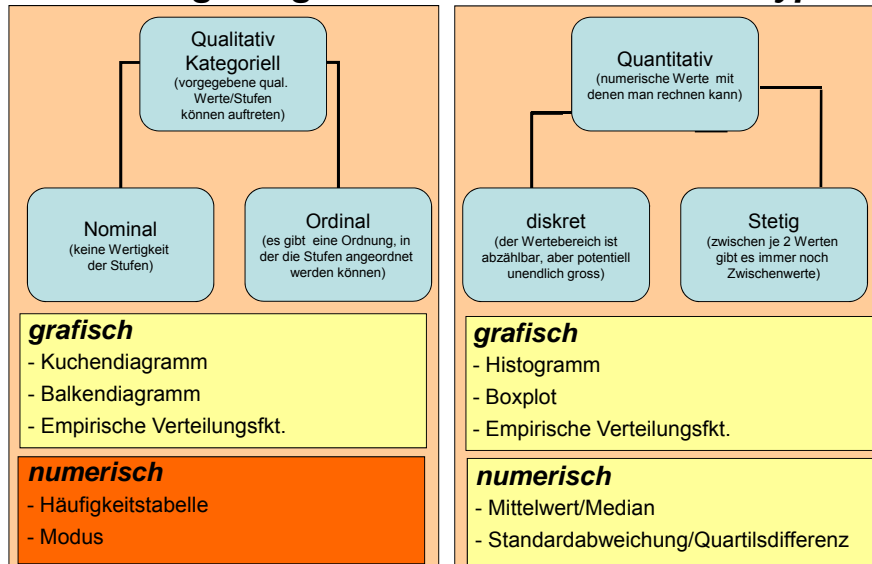 Qualitativ
Kategoriell
(vorgegebene qual.
Werte/Stufen
können auftreten)
Nominal
(keine Wertigkeit
der Stufen)
Ordinal
(es gibt eine Ordnung, in
der die Stufen angeordnet
werden können)
grafisch
- Kuchendiagramm
- Balkendiagramm
- Empirische Verteilungsfkt.
numerisch
- Häufigkeitstabelle
- Modus
Quantitativ
(numerische Werte mit
denen man rechnen kann)
diskret
(der Wertebereich ist
abzählbar, aber potentiell
unendlich gross)
Stetig
(zwischen je 2 Werten
gibt es immer noch
Zwischenwerte)
grafisch
- Histogramm
- Boxplot
- Empirische Verteilungsfkt.
numerisch
- Mittelwert/Median
- Standardabweichung/Quartilsdifferenz